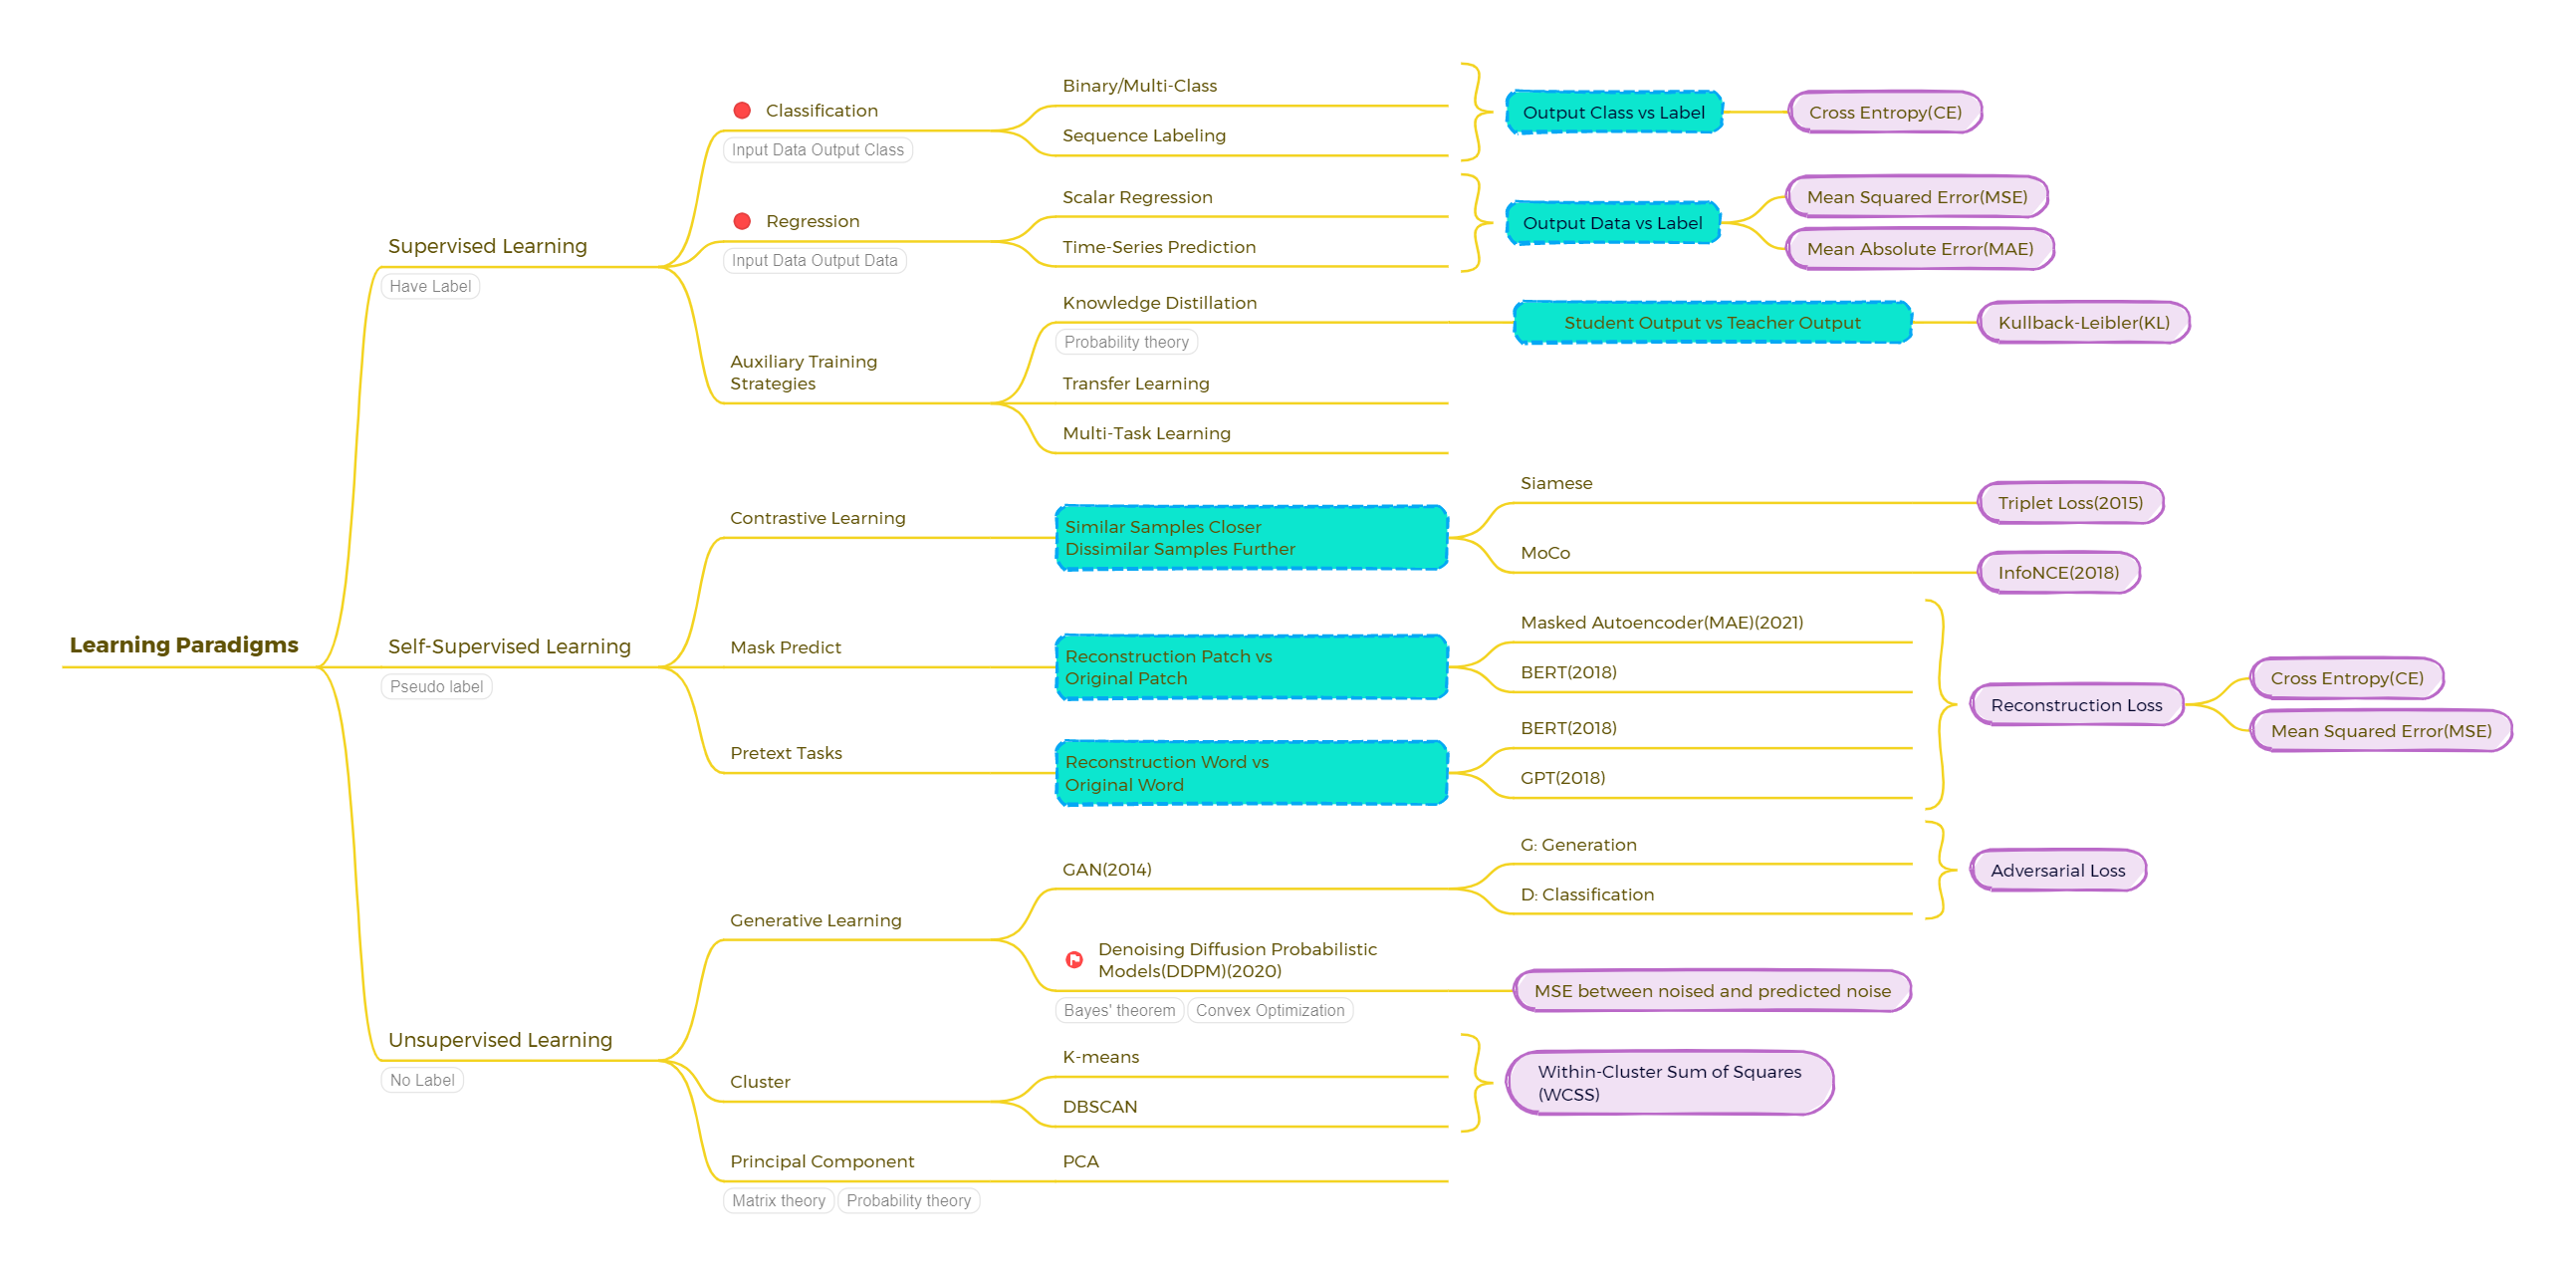 Learning Paradigms
Supervised Learning
Have Label
Classification
Input Data Output Class
Binary/Multi-Class
Sequence Labeling
Output Class vs Label
Cross Entropy(CE)
Regression
Input Data Output Data
Scalar Regression
Time-Series Prediction
Output Data vs Label
Mean Squared Error(MSE)
Mean Absolute Error(MAE)
Auxiliary Training
Strategies
Knowledge Distillation
Probability theory
Student Output vs Teacher Output
Kullback-Leibler(KL)
Transfer Learning
Multi-Task Learning
Self-Supervised Learning
Pseudo label
Contrastive Learning
Similar Samples Closer
Dissimilar Samples Further
Siamese
Triplet Loss(2015)
MoCo
InfoNCE(2018)
Mask Predict
Reconstruction Patch vs
Original Patch
Masked Autoencoder(MAE)(2021)
BERT(2018)
Pretext Tasks
Reconstruction Word vs
Original Word
BERT(2018)
GPT(2018)
Reconstruction Loss
Cross Entropy(CE)
Mean Squared Error(MSE)
Unsupervised Learning
No Label
Generative Learning
GAN(2014)
G: Generation
D: Classification
Adversarial Loss
Denoising Diffusion Probabilistic
Models(DDPM)(2020)
Bayes' theorem
Convex Optimization
MSE between noised and predicted noise
Cluster
K-means
DBSCAN
Within-Cluster Sum of Squares
(WCSS)
Principal Component
Matrix theory
Probability theory
PCA